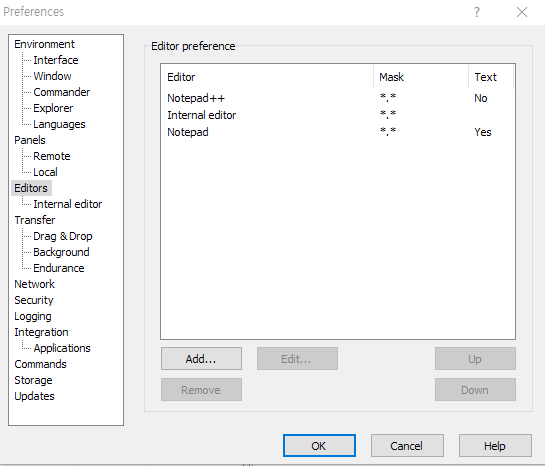 Preferences
?
Environment
Interface
Window
Commander
Explorer
Languages
Panels
Remote
Local
Editors
Internal editor
Transfer
Drag & Drop
Background
Endurance
Network
Security
Logging
Integration
Applications
Commands
Storage
Updates
Editor preference
Editor Mask Text
Notepad++ *.* No
Internal editor *.*
Notepad *.* Yes
Add... Edit... Up
Remove Down
OK Cancel Help